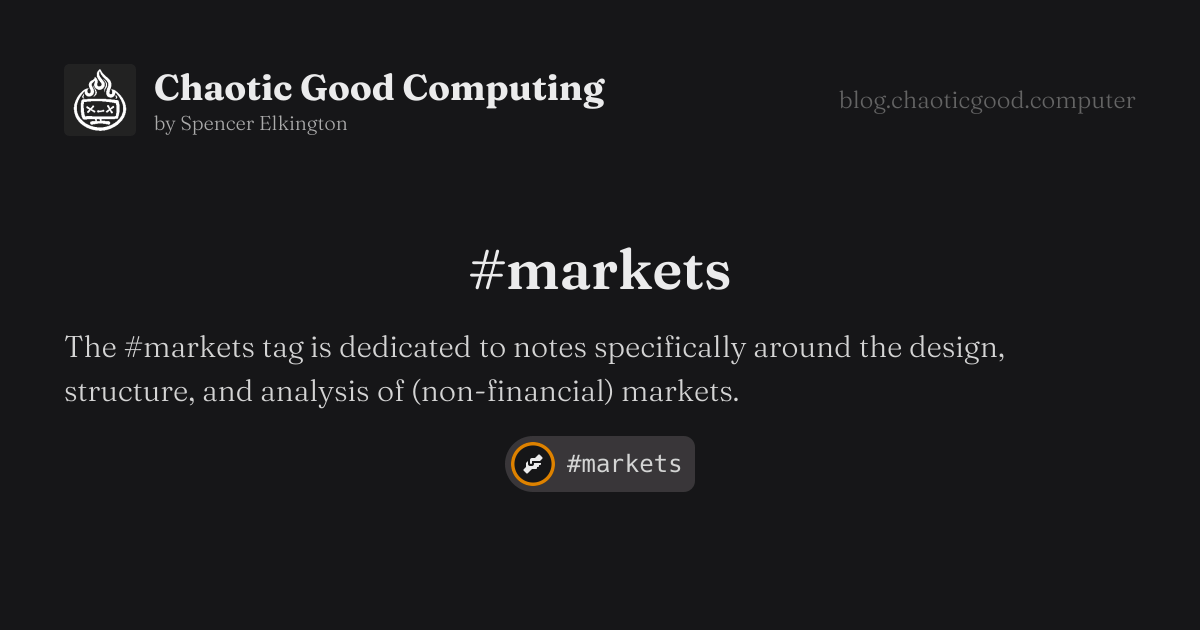 Chaotic Good Computing
by Spencer Elkington
blog.chaoticgood.computer
#markets
The #markets tag is dedicated to notes specifically around the design,
structure, and analysis of (non-financial) markets.
#markets